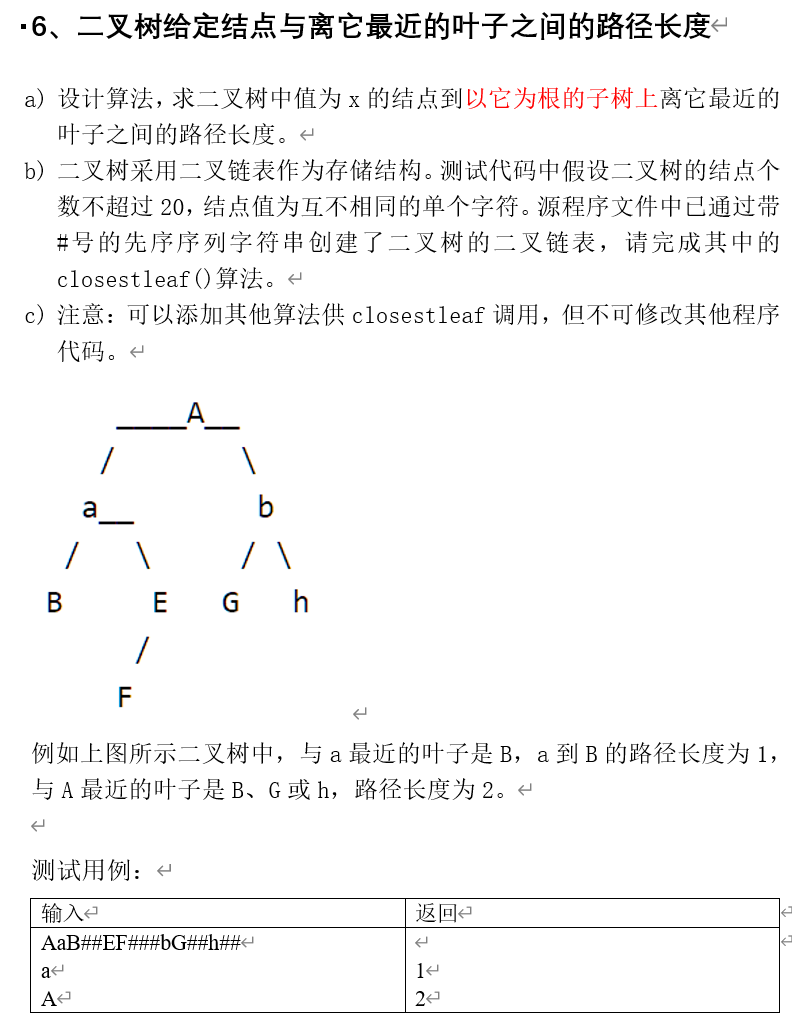 ·6、二叉树给定结点与离它最近的叶子之间的路径长度↵
a) 设计算法，求二叉树中值为 x 的结点到以它为根的子树上离它最近的
叶子之间的路径长度。↵
b) 二叉树采用二叉链表作为存储结构。测试代码中假设二叉树的结点个
数不超过 20，结点值为互不相同的单个字符。源程序文件中已通过带
#号的先序序列字符串创建了二叉树的二叉链表，请完成其中的
closestleaf()算法。↵
c) 注意：可以添加其他算法供 closestleaf 调用，但不可修改其他程序
代码。↵
____A__
/ \
a__ b
/ \ / \
B E G h
/
F
↵
例如上图所示二叉树中，与 a 最近的叶子是 B，a 到 B 的路径长度为 1，
与 A 最近的叶子是 B、G 或 h，路径长度为 2。↵
↵
测试用例：↵
输入↵ 返回↵ ↵
AaB##EF###bG##h##↵ ↵ ↵
a↵ 1↵
A↵ 2↵